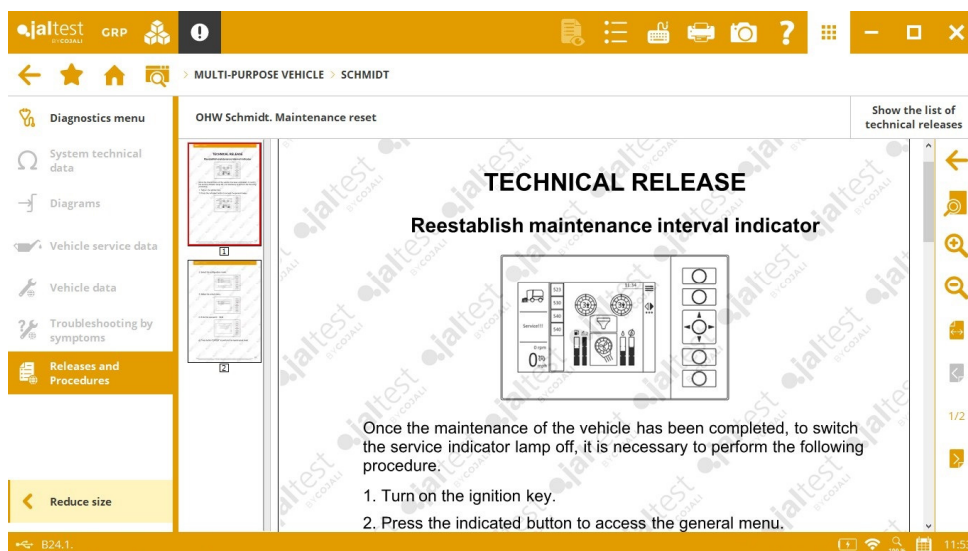 jaltest GRP
BY COJALI
> MULTI-PURPOSE VEHICLE > SCHMIDT
Diagnostics menu
System technical
data
Diagrams
Vehicle service data
Vehicle data
Troubleshooting by
symptoms
Releases and
Procedures
Reduce size
OHW Schmidt. Maintenance reset
Show the list of
technical releases
1
2
TECHNICAL RELEASE
Reestablish maintenance interval indicator
Once the maintenance of the vehicle has been completed, to switch
the service indicator lamp off, it is necessary to perform the following
procedure.
1. Turn on the ignition key.
2. Press the indicated button to access the general menu.
1/2
B24.1.